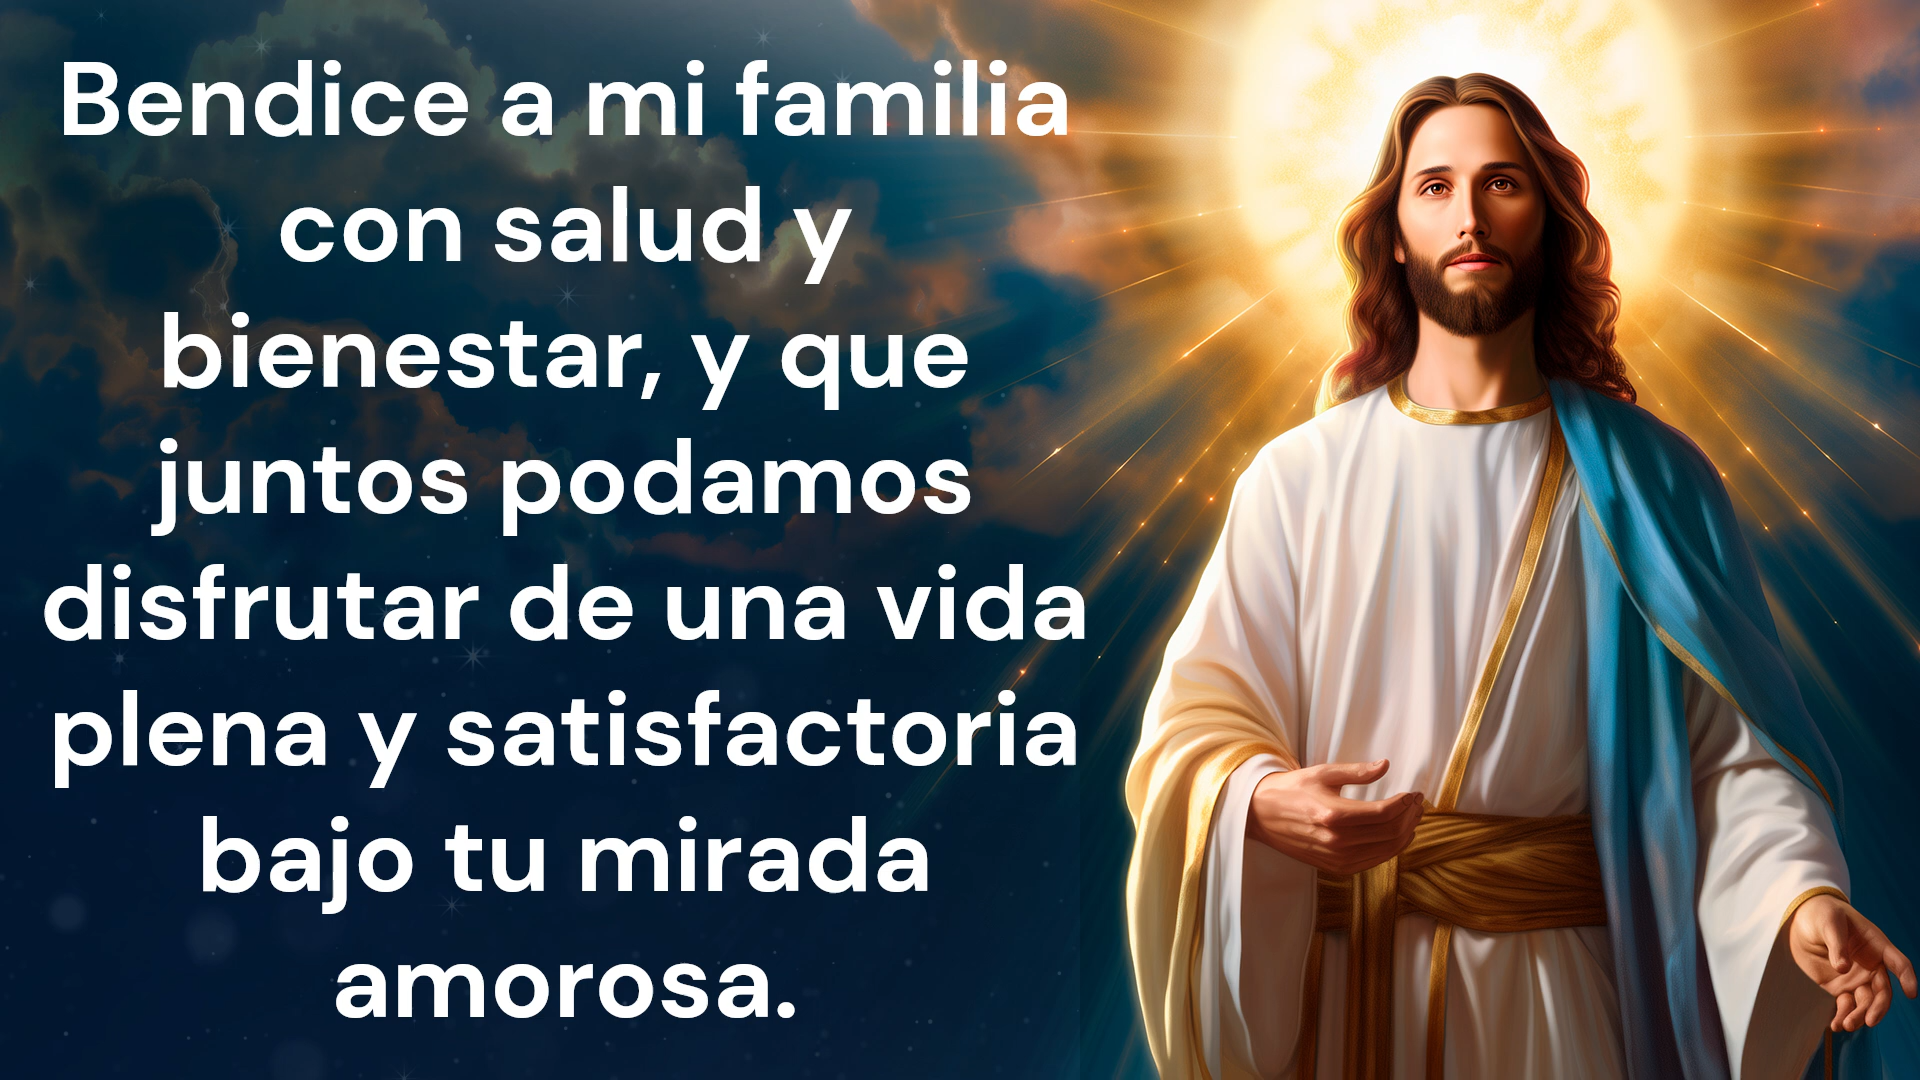 Bendice a mi familia
con salud y
bienestar, y que
juntos podamos
disfrutar de una vida
plena y satisfactoria
bajo tu mirada
amorosa.